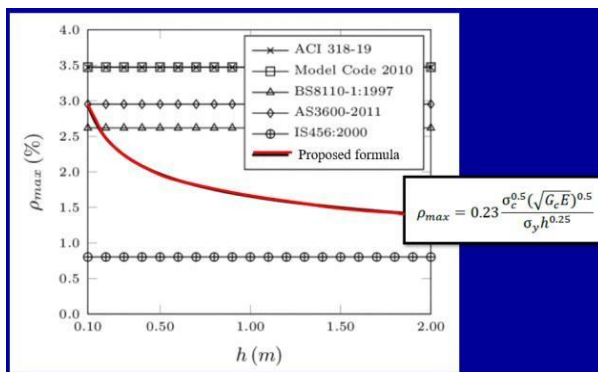 4.0
3.5
3.0
2.5
2.0
1.5
1.0
0.5
0.0
ρmax (%)
ACI 318-19
Model Code 2010
BS8110-1:1997
AS3600-2011
IS456:2000
Proposed formula
ρmax = 0.23 σc^0.5(√GcE)^0.5 / σy h^0.25
0.10 0.50 1.00 1.50 2.00
h (m)